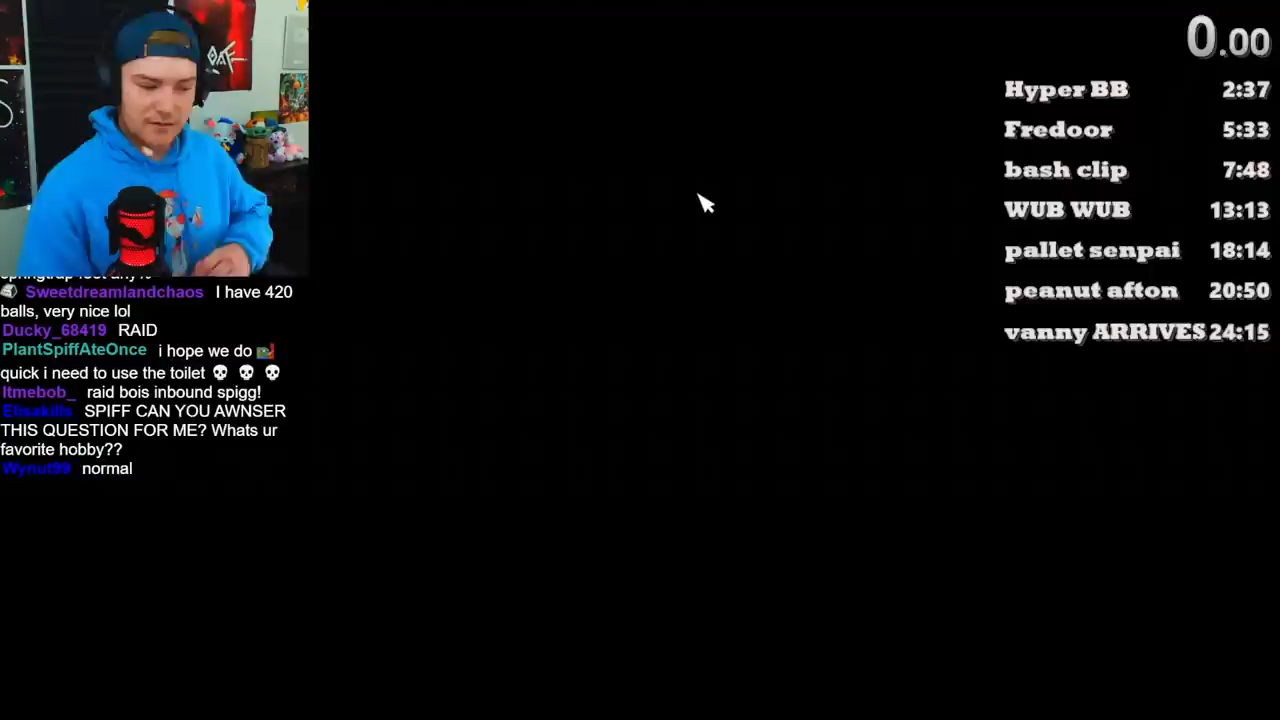 0.00
Hyper BB 2:37
Fredoor 5:33
bash clip 7:48
WUB WUB 13:13
pallet senpai 18:14
peanut afton 20:50
vanny ARRIVES 24:15
Sweetdreamlandchaos I have 420
balls, very nice lol
Ducky_68419 RAID
PlantSpiffAteOnce i hope we do
quick i need to use the toilet 💀 💀 💀
Itmebob_ raid bois inbound spigg!
Elisakills SPIFF CAN YOU AWNSER
THIS QUESTION FOR ME? Whats ur
favorite hobby??
Wynut99 normal